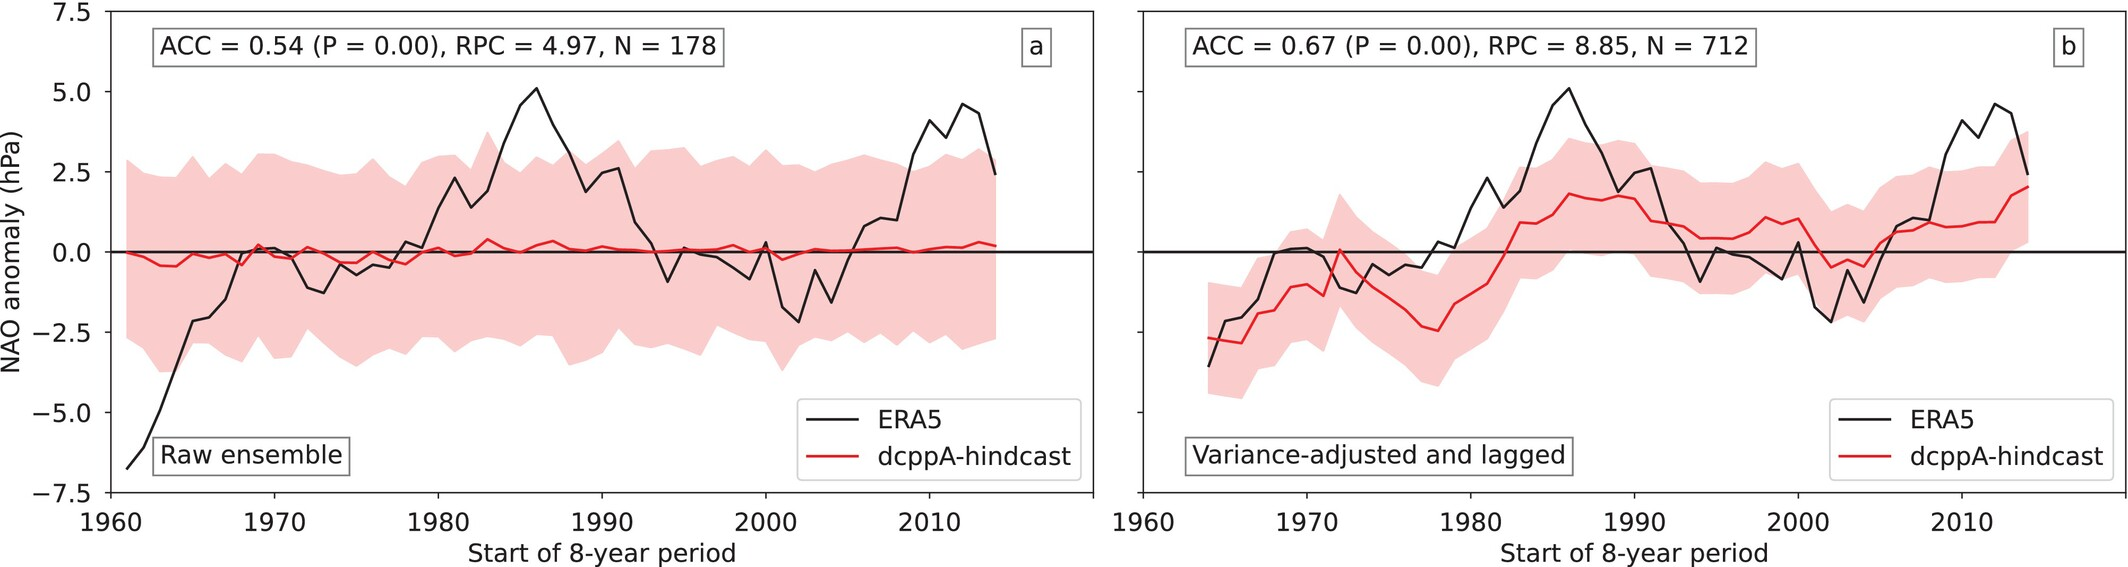 7.5
5.0
2.5
0.0
−2.5
−5.0
−7.5
NAO anomaly (hPa)
ACC = 0.54 (P = 0.00), RPC = 4.97, N = 178
a
Raw ensemble
ERA5
dcppA-hindcast
1960 1970 1980 1990 2000 2010
Start of 8-year period
ACC = 0.67 (P = 0.00), RPC = 8.85, N = 712
b
Variance-adjusted and lagged
ERA5
dcppA-hindcast
1960 1970 1980 1990 2000 2010
Start of 8-year period